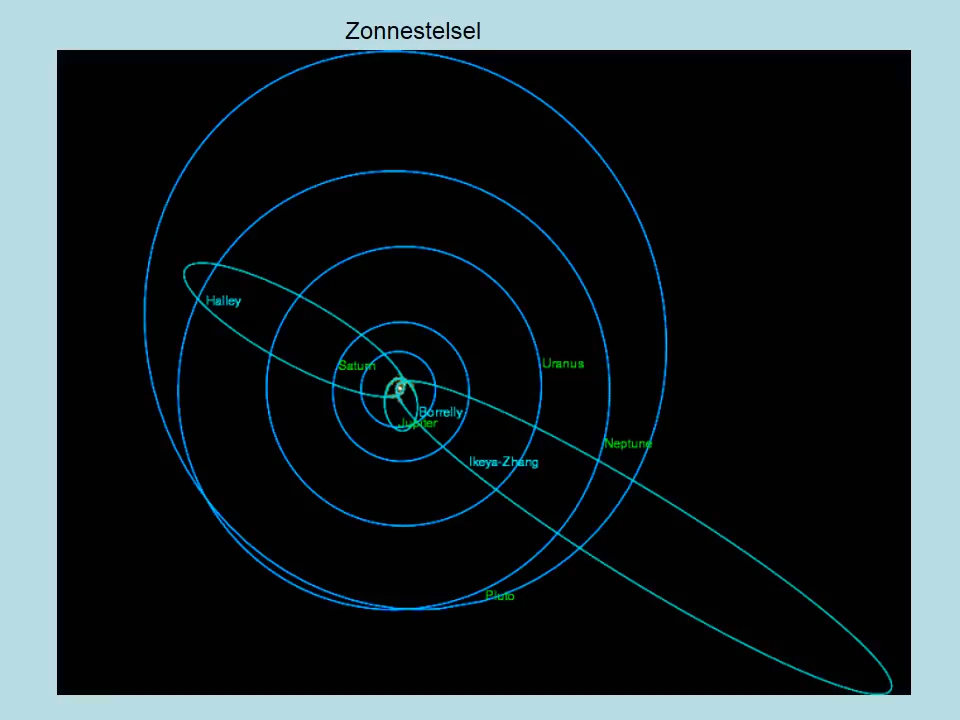 Zonnestelsel
Halley
Saturn
Uranus
Borrelly
Jupiter
Neptune
Ikeya-Zhang
Pluto